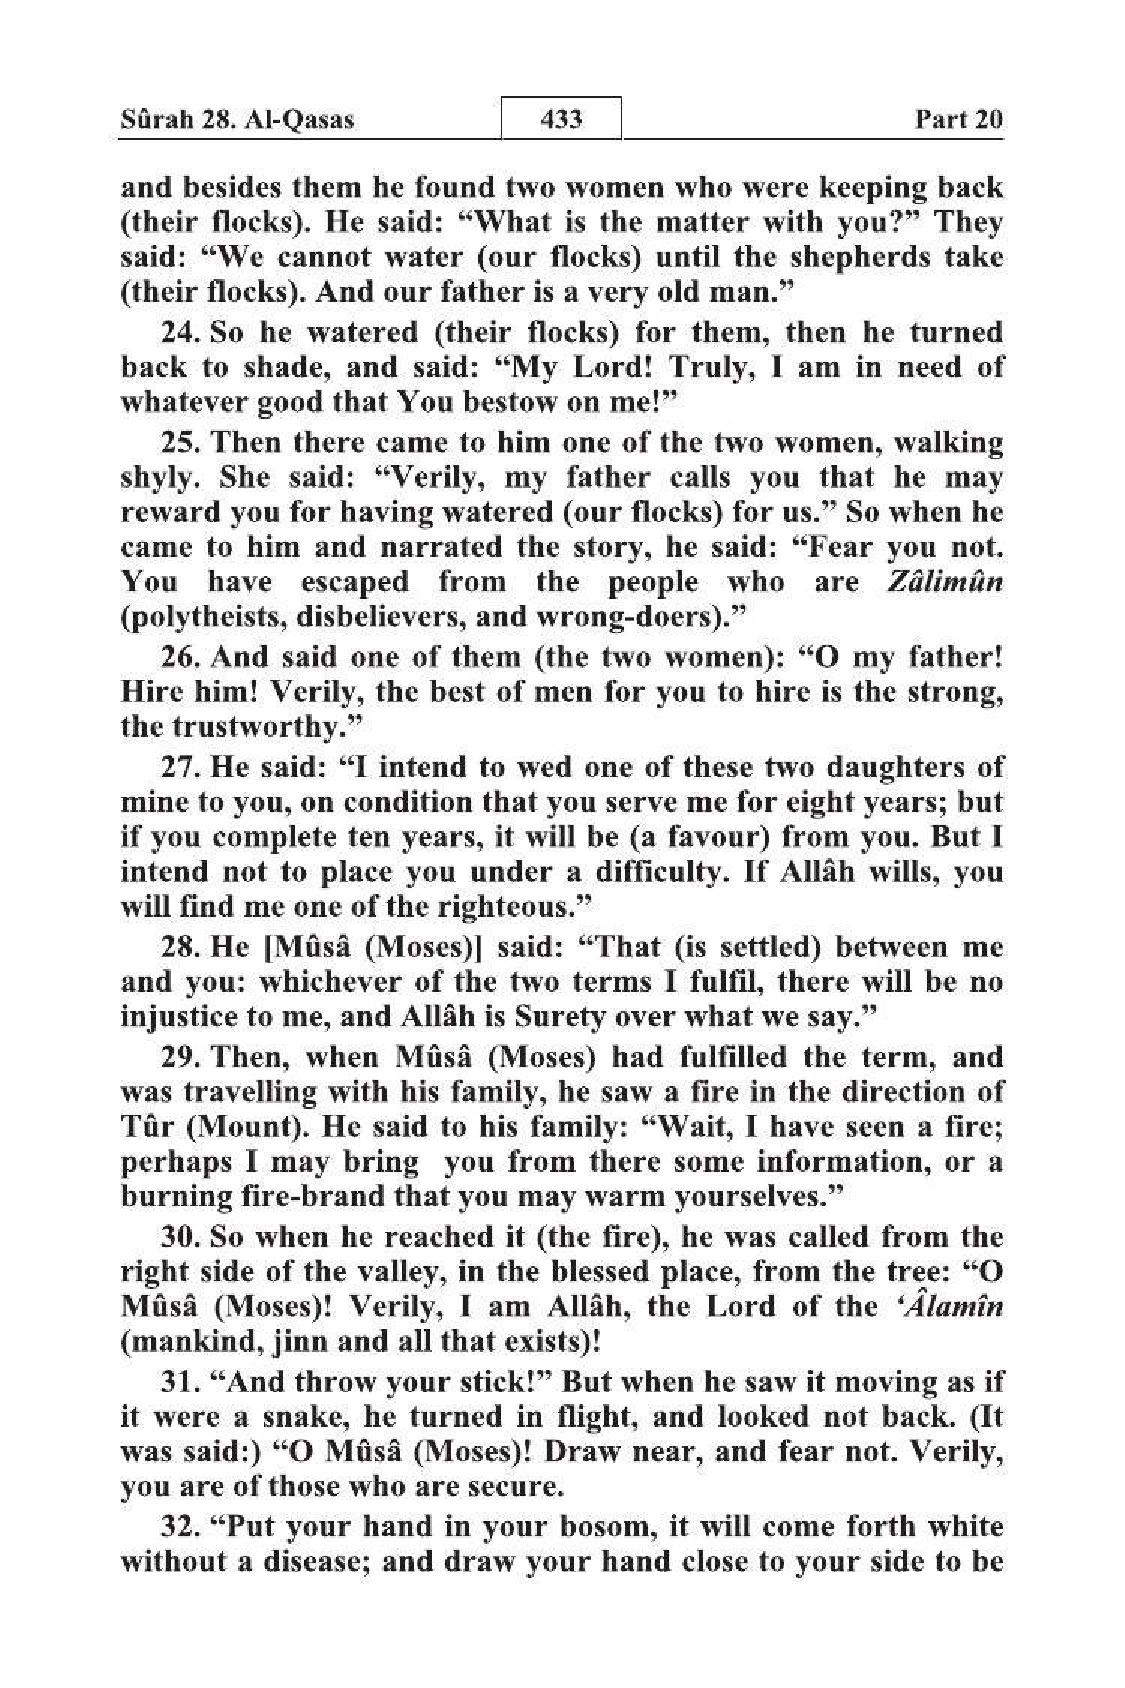 Sûrah 28. Al-Qasas 433 Part 20
and besides them he found two women who were keeping back
(their flocks). He said: “What is the matter with you?” They
said: “We cannot water (our flocks) until the shepherds take
(their flocks). And our father is a very old man.”
24. So he watered (their flocks) for them, then he turned
back to shade, and said: “My Lord! Truly, I am in need of
whatever good that You bestow on me!”
25. Then there came to him one of the two women, walking
shyly. She said: “Verily, my father calls you that he may
reward you for having watered (our flocks) for us.” So when he
came to him and narrated the story, he said: “Fear you not.
You have escaped from the people who are Zâlimûn
(polytheists, disbelievers, and wrong-doers).”
26. And said one of them (the two women): “O my father!
Hire him! Verily, the best of men for you to hire is the strong,
the trustworthy.”
27. He said: “I intend to wed one of these two daughters of
mine to you, on condition that you serve me for eight years; but
if you complete ten years, it will be (a favour) from you. But I
intend not to place you under a difficulty. If Allâh wills, you
will find me one of the righteous.”
28. He [Mûsâ (Moses)] said: “That (is settled) between me
and you: whichever of the two terms I fulfil, there will be no
injustice to me, and Allâh is Surety over what we say.”
29. Then, when Mûsâ (Moses) had fulfilled the term, and
was travelling with his family, he saw a fire in the direction of
Tûr (Mount). He said to his family: “Wait, I have seen a fire;
perhaps I may bring you from there some information, or a
burning fire-brand that you may warm yourselves.”
30. So when he reached it (the fire), he was called from the
right side of the valley, in the blessed place, from the tree: “O
Mûsâ (Moses)! Verily, I am Allâh, the Lord of the ‘Âlamîn
(mankind, jinn and all that exists)!
31. “And throw your stick!” But when he saw it moving as if
it were a snake, he turned in flight, and looked not back. (It
was said:) “O Mûsâ (Moses)! Draw near, and fear not. Verily,
you are of those who are secure.
32. “Put your hand in your bosom, it will come forth white
without a disease; and draw your hand close to your side to be